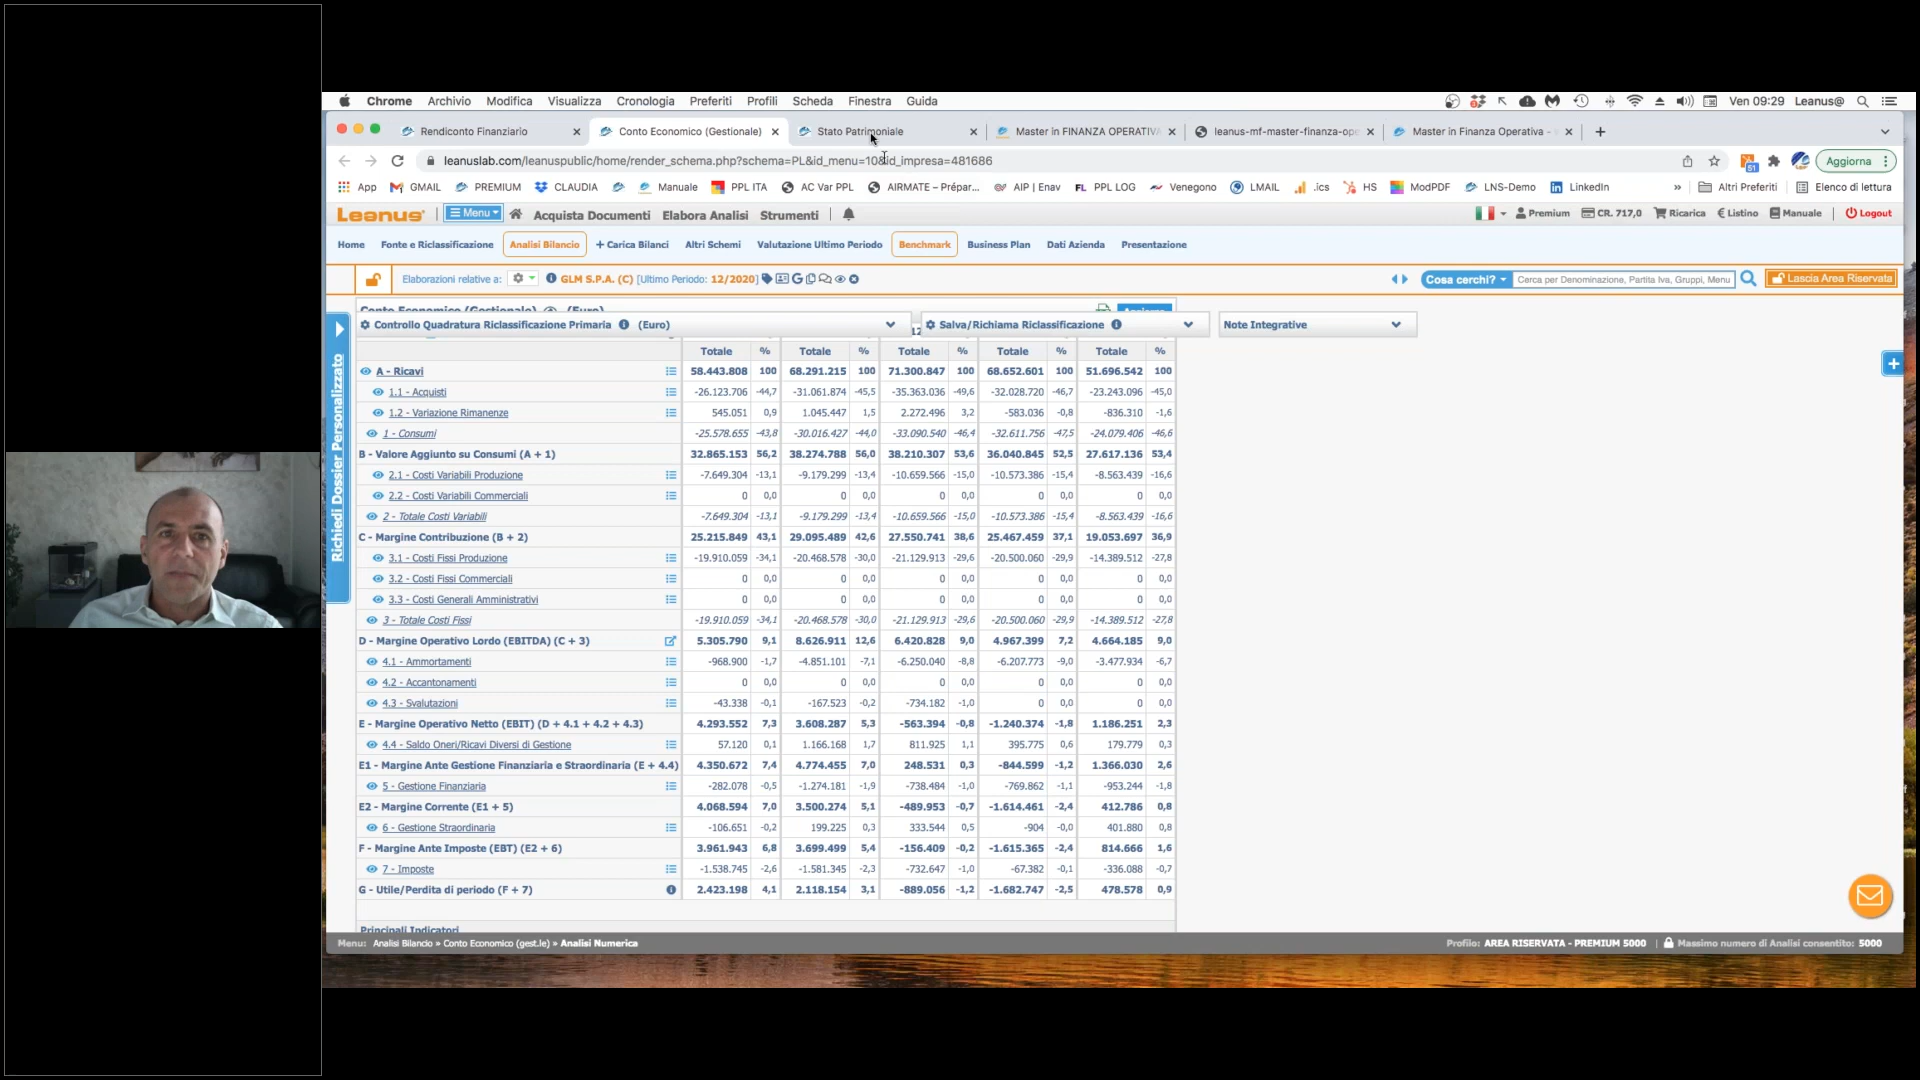 Chrome Archivio Modifica Visualizza Cronologia Preferiti Profili Scheda Finestra Guida Ven 09:29 Leanus@
Rendiconto Finanziario Conto Economico (Gestionale) Stato Patrimoniale Master in FINANZA OPERATIV leanus-mf-master-finanza-ope Master in Finanza Operativa -
leanuslab.com/leanuspublic/home/render_schema.php?schema=PL&id_menu=10&id_impresa=481686 51 Aggiorna
App GMAIL PREMIUM CLAUDIA Manuale PPL ITA AC Var PPL AIRMATE – Prépar... AIP | Enav FL PPL LOG Venegono LMAIL .ics HS ModPDF LNS-Demo LinkedIn » Altri Preferiti Elenco di lettura
Leanus Menu Acquista Documenti Elabora Analisi Strumenti Premium CR. 717,0 Ricarica € Listino Manuale Logout
Home Fonte e Riclassificazione Analisi Bilancio + Carica Bilanci Altri Schemi Valutazione Ultimo Periodo Benchmark Business Plan Dati Azienda Presentazione
Elaborazioni relative a: GLM S.P.A. (C) [Ultimo Periodo: 12/2020] Cosa cerchi? Cerca per Denominazione, Partita Iva, Gruppi, Menu Lascia Area Riservata
Conto Economico (Gestionale) (Euro) Aggiorna
Controllo Quadratura Riclassificazione Primaria (Euro) 12 Salva/Richiama Riclassificazione Note Integrative
Totale % Totale % Totale % Totale % Totale %
A - Ricavi 58.443.808 100 68.291.215 100 71.300.847 100 68.652.601 100 51.696.542 100
1.1 - Acquisti -26.123.706 -44,7 -31.061.874 -45,5 -35.363.036 -49,6 -32.028.720 -46,7 -23.243.096 -45,0
1.2 - Variazione Rimanenze 545.051 0,9 1.045.447 1,5 2.272.496 3,2 -583.036 -0,8 -836.310 -1,6
1 - Consumi -25.578.655 -43,8 -30.016.427 -44,0 -33.090.540 -46,4 -32.611.756 -47,5 -24.079.406 -46,6
B - Valore Aggiunto su Consumi (A + 1) 32.865.153 56,2 38.274.788 56,0 38.210.307 53,6 36.040.845 52,5 27.617.136 53,4
2.1 - Costi Variabili Produzione -7.649.304 -13,1 -9.179.299 -13,4 -10.659.566 -15,0 -10.573.386 -15,4 -8.563.439 -16,6
2.2 - Costi Variabili Commerciali 0 0,0 0 0,0 0 0,0 0 0,0 0 0,0
2 - Totale Costi Variabili -7.649.304 -13,1 -9.179.299 -13,4 -10.659.566 -15,0 -10.573.386 -15,4 -8.563.439 -16,6
C - Margine Contribuzione (B + 2) 25.215.849 43,1 29.095.489 42,6 27.550.741 38,6 25.467.459 37,1 19.053.697 36,9
3.1 - Costi Fissi Produzione -19.910.059 -34,1 -20.468.578 -30,0 -21.129.913 -29,6 -20.500.060 -29,9 -14.389.512 -27,8
3.2 - Costi Fissi Commerciali 0 0,0 0 0,0 0 0,0 0 0,0 0 0,0
3.3 - Costi Generali Amministrativi 0 0,0 0 0,0 0 0,0 0 0,0 0 0,0
3 - Totale Costi Fissi -19.910.059 -34,1 -20.468.578 -30,0 -21.129.913 -29,6 -20.500.060 -29,9 -14.389.512 -27,8
D - Margine Operativo Lordo (EBITDA) (C + 3) 5.305.790 9,1 8.626.911 12,6 6.420.828 9,0 4.967.399 7,2 4.664.185 9,0
4.1 - Ammortamenti -968.900 -1,7 -4.851.101 -7,1 -6.250.040 -8,8 -6.207.773 -9,0 -3.477.934 -6,7
4.2 - Accantonamenti 0 0,0 0 0,0 0 0,0 0 0,0 0 0,0
4.3 - Svalutazioni -43.338 -0,1 -167.523 -0,2 -734.182 -1,0 0 0,0 0 0,0
E - Margine Operativo Netto (EBIT) (D + 4.1 + 4.2 + 4.3) 4.293.552 7,3 3.608.287 5,3 -563.394 -0,8 -1.240.374 -1,8 1.186.251 2,3
4.4 - Saldo Oneri/Ricavi Diversi di Gestione 57.120 0,1 1.166.168 1,7 811.925 1,1 395.775 0,6 179.779 0,3
E1 - Margine Ante Gestione Finanziaria e Straordinaria (E + 4.4) 4.350.672 7,4 4.774.455 7,0 248.531 0,3 -844.599 -1,2 1.366.030 2,6
5 - Gestione Finanziaria -282.078 -0,5 -1.274.181 -1,9 -738.484 -1,0 -769.862 -1,1 -953.244 -1,8
E2 - Margine Corrente (E1 + 5) 4.068.594 7,0 3.500.274 5,1 -489.953 -0,7 -1.614.461 -2,4 412.786 0,8
6 - Gestione Straordinaria -106.651 -0,2 199.225 0,3 333.544 0,5 -904 -0,0 401.880 0,8
F - Margine Ante Imposte (EBT) (E2 + 6) 3.961.943 6,8 3.699.499 5,4 -156.409 -0,2 -1.615.365 -2,4 814.666 1,6
7 - Imposte -1.538.745 -2,6 -1.581.345 -2,3 -732.647 -1,0 -67.382 -0,1 -336.088 -0,7
G - Utile/Perdita di periodo (F + 7) 2.423.198 4,1 2.118.154 3,1 -889.056 -1,2 -1.682.747 -2,5 478.578 0,9
Principali Indicatori
Richiedi Dossier Personalizzato
Menu: Analisi Bilancio » Conto Economico (gest.le) » Analisi Numerica Profilo: AREA RISERVATA - PREMIUM 5000 | Massimo numero di Analisi consentito: 5000